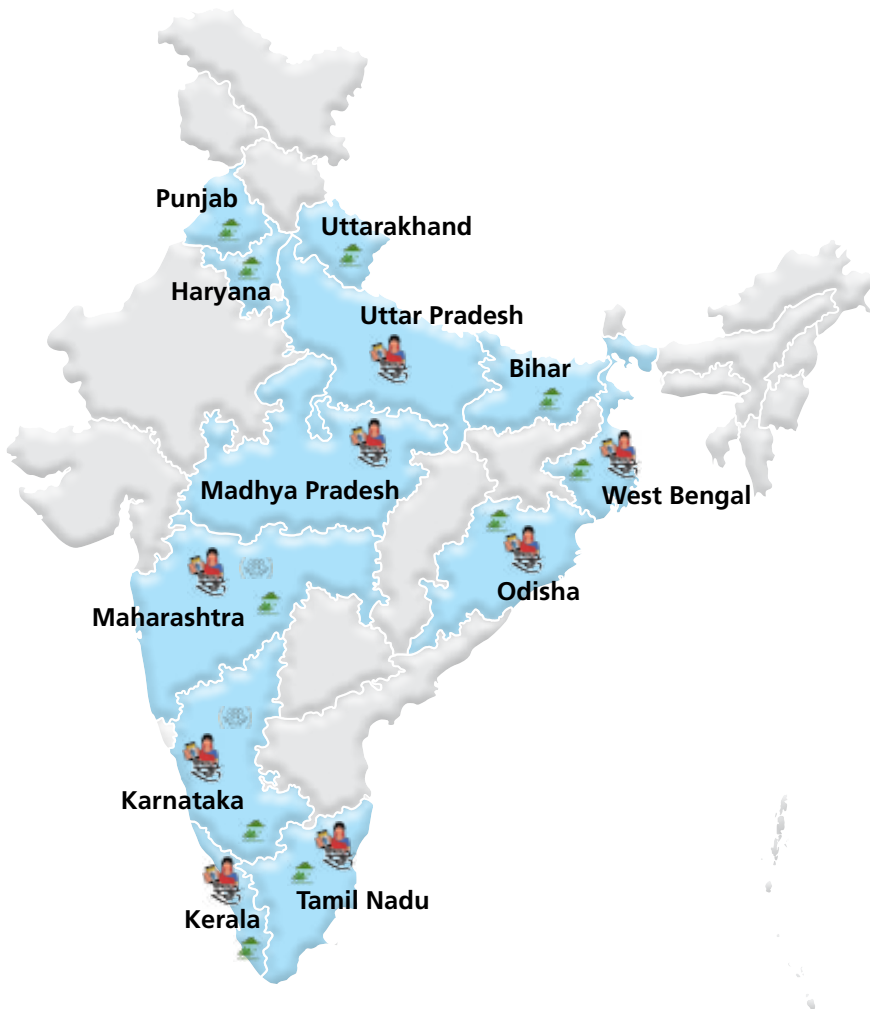 Punjab
Uttarakhand
Haryana
Uttar Pradesh
Bihar
Madhya Pradesh
West Bengal
Odisha
Maharashtra
Karnataka
Tamil Nadu
Kerala